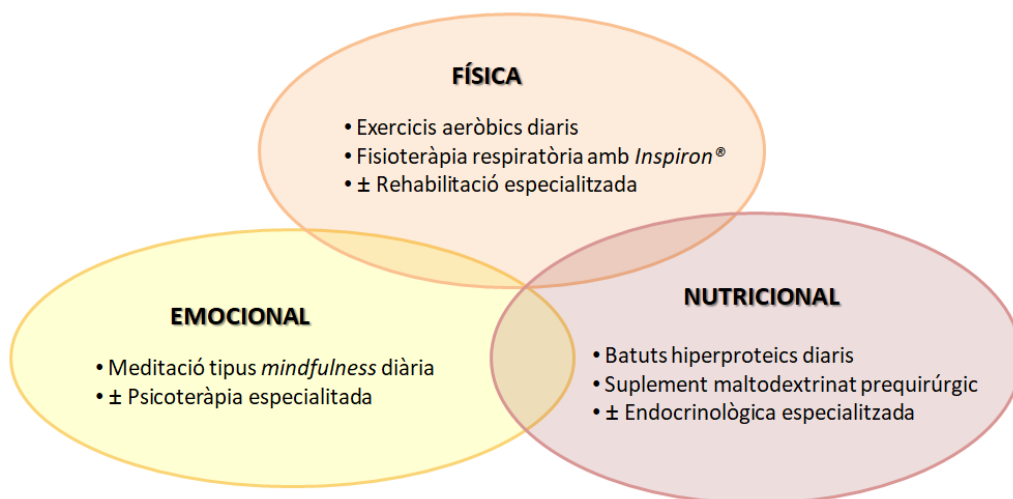 FÍSICA
• Exercicis aeròbics diaris
• Fisioteràpia respiratòria amb Inspiron®
• ± Rehabilitació especialitzada
EMOCIONAL
• Meditació tipus mindfulness diària
• ± Psicoteràpia especialitada
NUTRICIONAL
• Batuts hiperproteics diaris
• Suplement maltodextrinat prequirúrgic
• ± Endocrinològica especialitzada